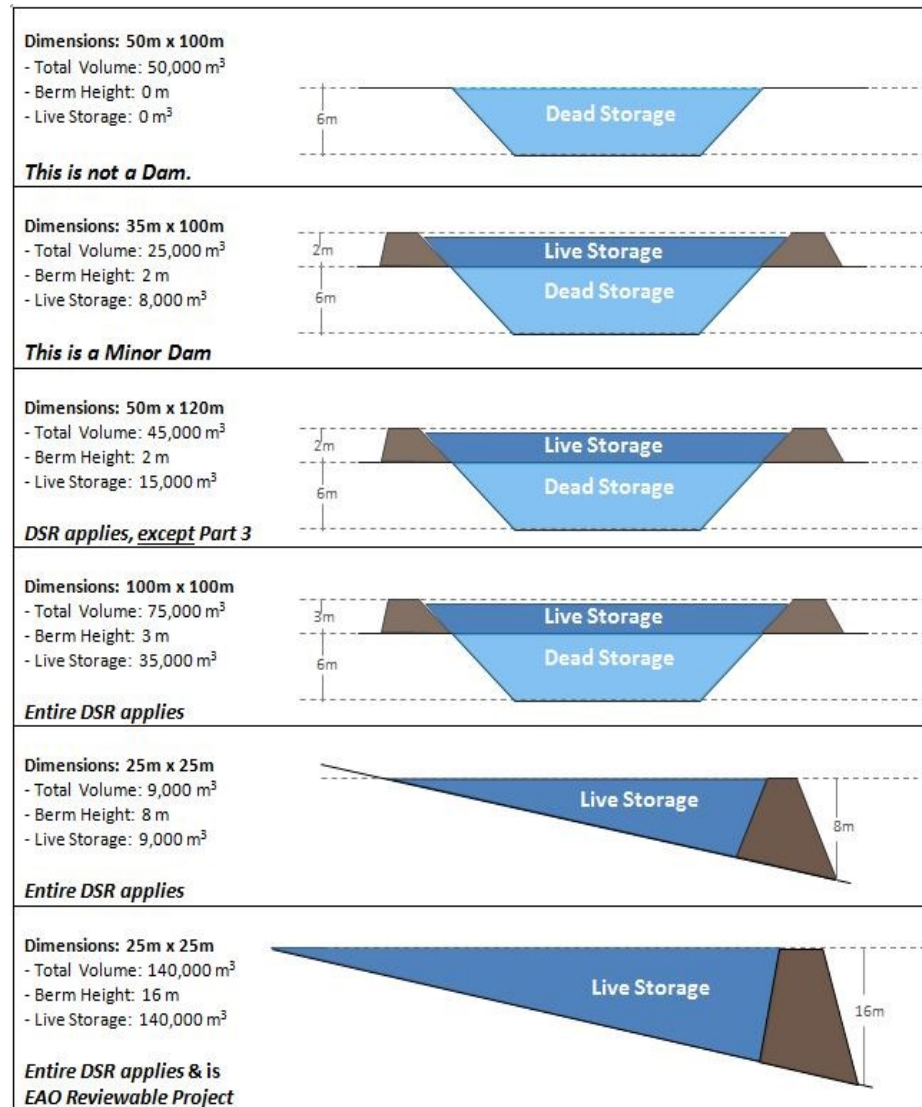 Dimensions: 50m x 100m
- Total Volume: 50,000 m³
- Berm Height: 0 m
- Live Storage: 0 m³
This is not a Dam.
6m
Dead Storage
Dimensions: 35m x 100m
- Total Volume: 25,000 m³
- Berm Height: 2 m
- Live Storage: 8,000 m³
This is a Minor Dam
2m
Live Storage
6m
Dead Storage
Dimensions: 50m x 120m
- Total Volume: 45,000 m³
- Berm Height: 2 m
- Live Storage: 15,000 m³
DSR applies, except Part 3
2m
Live Storage
6m
Dead Storage
Dimensions: 100m x 100m
- Total Volume: 75,000 m³
- Berm Height: 3 m
- Live Storage: 35,000 m³
Entire DSR applies
3m
Live Storage
6m
Dead Storage
Dimensions: 25m x 25m
- Total Volume: 9,000 m³
- Berm Height: 8 m
- Live Storage: 9,000 m³
Entire DSR applies
Live Storage
8m
Dimensions: 25m x 25m
- Total Volume: 140,000 m³
- Berm Height: 16 m
- Live Storage: 140,000 m³
Entire DSR applies & is
EAO Reviewable Project
Live Storage
16m